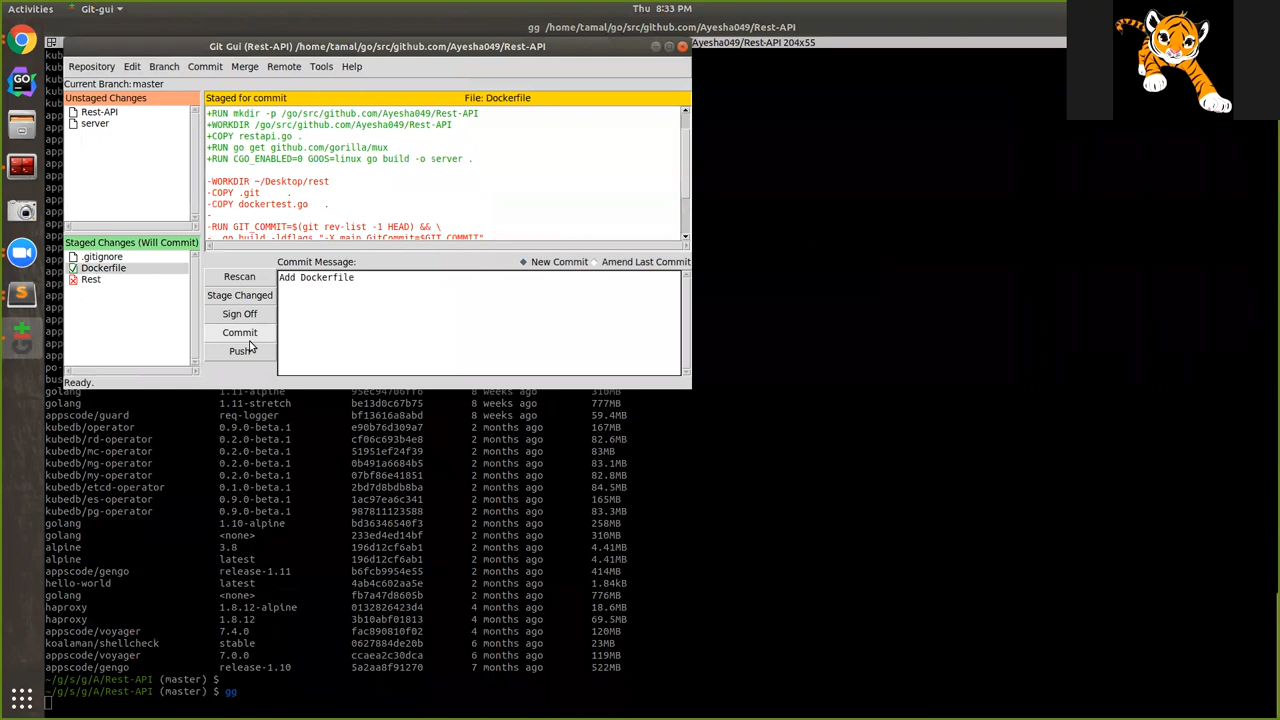 Activities
Git-gui ▾
Thu 8:33 PM
gg /home/tamal/go/src/github.com/Ayesha049/Rest-API
Ayesha049/Rest-API 204x55
Git Gui (Rest-API) /home/tamal/go/src/github.com/Ayesha049/Rest-API
Repository Edit Branch Commit Merge Remote Tools Help
Current Branch: master
Unstaged Changes
Rest-API
server
Staged for commit
File: Dockerfile
+RUN mkdir -p /go/src/github.com/Ayesha049/Rest-API
+WORKDIR /go/src/github.com/Ayesha049/Rest-API
+COPY restapi.go .
+RUN go get github.com/gorilla/mux
+RUN CGO_ENABLED=0 GOOS=linux go build -o server .
-WORKDIR ~/Desktop/rest
-COPY .git .
-COPY dockertest.go .
-
-RUN GIT_COMMIT=$(git rev-list -1 HEAD) && \
- go build -ldflags "-X main.GitCommit=$GIT_COMMIT"
Staged Changes (Will Commit)
.gitignore
Dockerfile
Rest
Commit Message:
New Commit
Amend Last Commit
Rescan
Stage Changed
Sign Off
Commit
Push
Add Dockerfile
Ready.
golang 1.11-alpine 95ec94706ff6 8 weeks ago 310MB
golang 1.11-stretch be13d0c67b75 8 weeks ago 777MB
appscode/guard req-logger bf13616a8abd 8 weeks ago 59.4MB
kubedb/operator 0.9.0-beta.1 e90b76d309a7 2 months ago 167MB
kubedb/rd-operator 0.2.0-beta.1 cf06c693b4e8 2 months ago 82.6MB
kubedb/mc-operator 0.2.0-beta.1 51951ef24f39 2 months ago 83MB
kubedb/mg-operator 0.2.0-beta.1 0b491a6684b5 2 months ago 83.1MB
kubedb/my-operator 0.2.0-beta.1 07bf86e41851 2 months ago 82.8MB
kubedb/etcd-operator 0.1.0-beta.1 2bd7d8bdb8ba 2 months ago 84.5MB
kubedb/es-operator 0.9.0-beta.1 1ac97ea6c341 2 months ago 165MB
kubedb/pg-operator 0.9.0-beta.1 987811123588 2 months ago 83.3MB
golang 1.10-alpine bd36346540f3 2 months ago 258MB
golang <none> 233ed4ed14bf 2 months ago 310MB
alpine 3.8 196d12cf6ab1 2 months ago 4.41MB
alpine latest 196d12cf6ab1 2 months ago 4.41MB
appscode/gengo release-1.11 b6fcb9954e55 2 months ago 414MB
hello-world latest 4ab4c602aa5e 2 months ago 1.84kB
golang <none> fb7a47d8605b 2 months ago 776MB
haproxy 1.8.12-alpine 0132826423d4 4 months ago 18.6MB
haproxy 1.8.12 3b10abf01813 4 months ago 69.5MB
appscode/voyager 7.4.0 fac890810f02 4 months ago 120MB
koalaman/shellcheck stable 0627884de20b 6 months ago 23MB
appscode/voyager 7.0.0 ccaea2c30dca 6 months ago 119MB
appscode/gengo release-1.10 5a2aa8f91270 7 months ago 522MB
~/g/s/g/A/Rest-API (master) $
~/g/s/g/A/Rest-API (master) $ gg